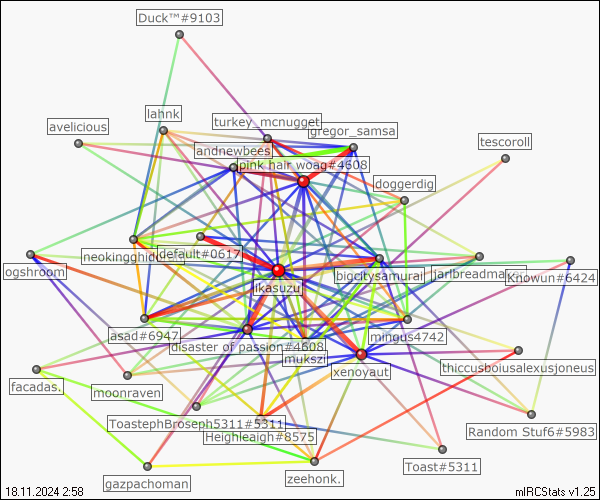 Duck™#9103
lahnk
turkey_mcnugget
avelicious
gregor_samsa
tescoroll
andnewbees
pink hair woag#4608
doggerdig
neokingghidorah
default#0617
ogshroom
bigcitysamurai
jarlbreadma
Knowun#6424
ikasuzu
asad#6947
mingus4742
disaster of passion#4608
mukszi
thiccusboiusalexusjoneus
xenoyaut
facadas.
moonraven
ToastephBroseph5311#5311
Random Stuf6#5983
Heighleaigh#8575
Toast#5311
zeehonk.
gazpachoman
18.11.2024 2:58
mIRCStats v1.25